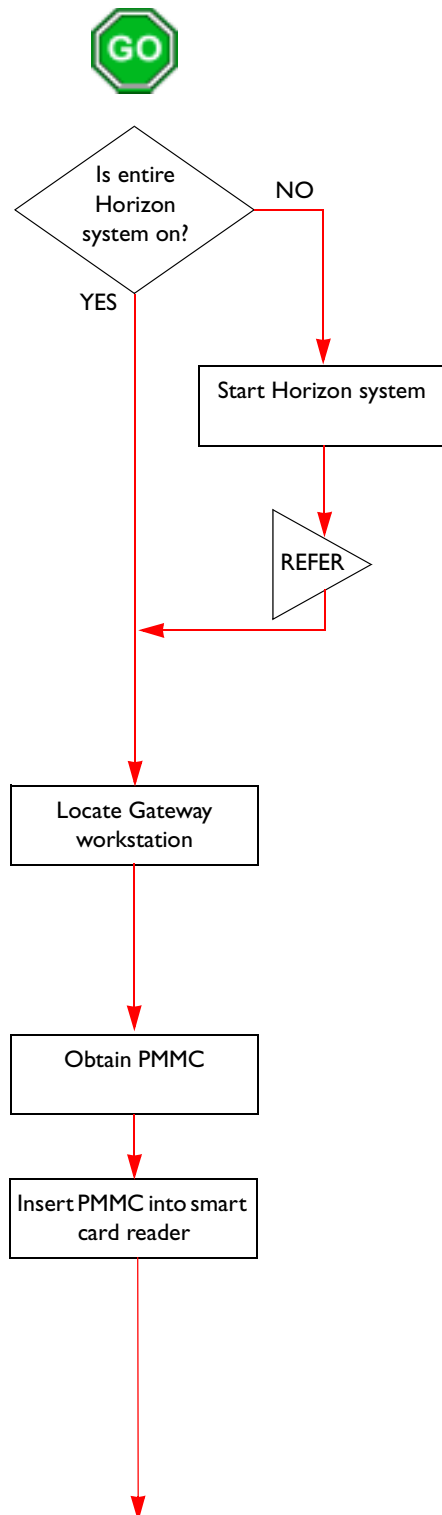 GO
Is entire
Horizon
system on?
NO
YES
Start Horizon system
REFER
Locate Gateway
workstation
Obtain PMMC
Insert PMMC into smart
card reader